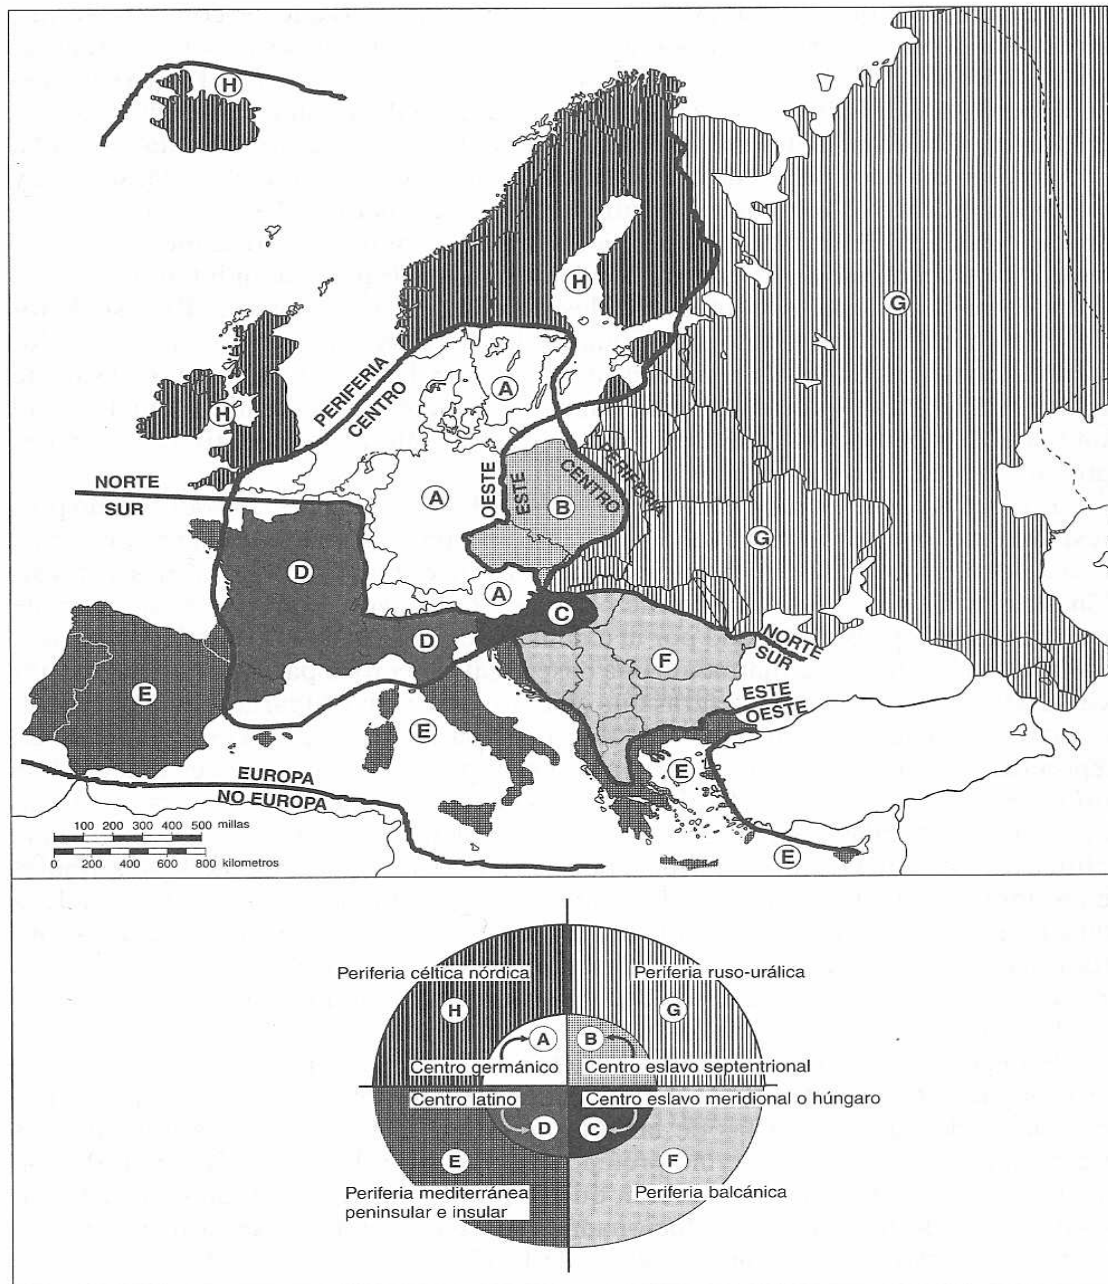 H
H
PERIFERIA
CENTRO
H
A
G
H
NORTE
SUR
A
OESTE
ESTE
PERIFERIA
CENTRO
B
G
D
A
C
D
NORTE
SUR
F
E
ESTE
OESTE
E
E
EUROPA
NO EUROPA
100 200 300 400 500 millas
0 200 400 600 800 kilometros
E
Periferia céltica nórdica
Periferia ruso-urálica
H
G
A
B
Centro germánico
Centro eslavo septentrional
Centro latino
Centro eslavo meridional o húngaro
D
C
E
F
Periferia mediterránea
peninsular e insular
Periferia balcánica